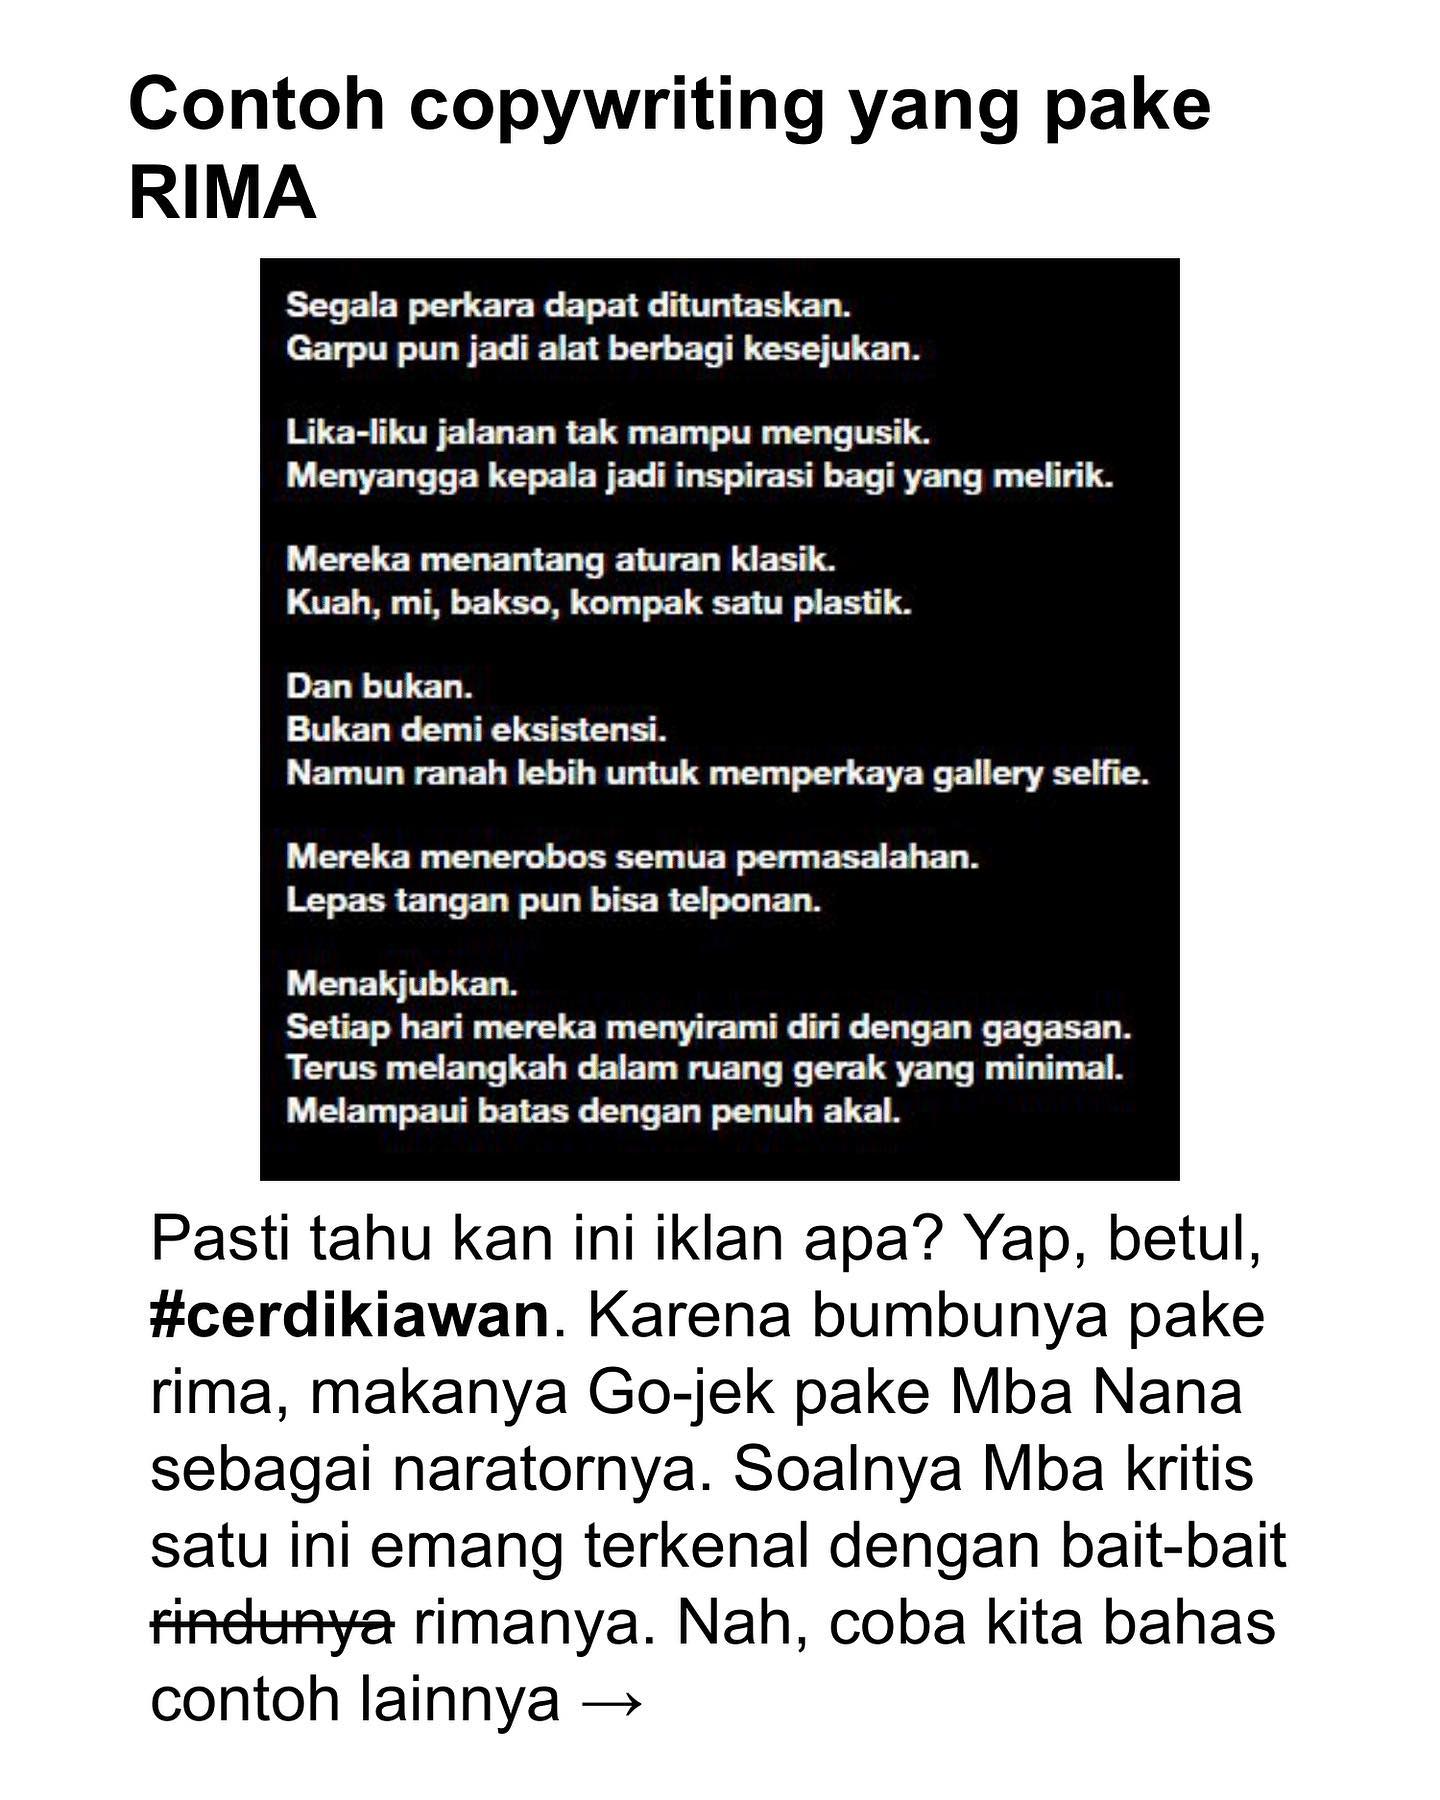 Contoh copywriting yang pake
RIMA
Segala perkara dapat dituntaskan.
Garpu pun jadi alat berbagi kesejukan.
Lika-liku jalanan tak mampu mengusik.
Menyangga kepala jadi inspirasi bagi yang melirik.
Mereka menantang aturan klasik.
Kuah, mi, bakso, kompak satu plastik.
Dan bukan.
Bukan demi eksistensi.
Namun ranah lebih untuk memperkaya gallery selfie.
Mereka menerobos semua permasalahan.
Lepas tangan pun bisa telponan.
Menakjubkan.
Setiap hari mereka menyirami diri dengan gagasan.
Terus melangkah dalam ruang gerak yang minimal.
Melampaui batas dengan penuh akal.
Pasti tahu kan ini iklan apa? Yap, betul,
#cerdikiawan. Karena bumbunya pake
rima, makanya Go-jek pake Mba Nana
sebagai naratornya. Soalnya Mba kritis
satu ini emang terkenal dengan bait-bait
rindunya rimanya. Nah, coba kita bahas
contoh lainnya →